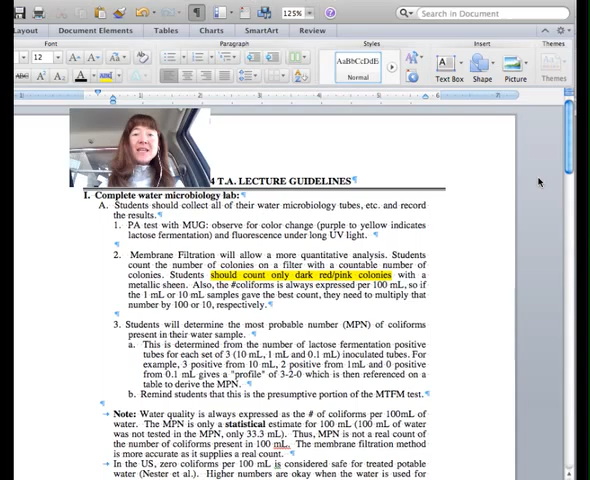 125%
Search in Document
Layout Document Elements Tables Charts SmartArt Review
Font Paragraph Styles Insert Themes
12
AaBbCcDdE
Normal
Text Box Shape Picture Themes
4 T.A. LECTURE GUIDELINES¶
I. Complete water microbiology lab:¶
A. Students should collect all of their water microbiology tubes, etc. and record
the results.¶
1. PA test with MUG: observe for color change (purple to yellow indicates
lactose fermentation) and fluorescence under long UV light. ¶
¶
2. Membrane Filtration will allow a more quantitative analysis. Students
count the number of colonies on a filter with a countable number of
colonies. Students should count only dark red/pink colonies with a
metallic sheen. Also, the #coliforms is always expressed per 100 mL, so if
the 1 mL or 10 mL samples gave the best count, they need to multiply that
number by 100 or 10, respectively.¶
¶
3. Students will determine the most probable number (MPN) of coliforms
present in their water sample. ¶
a. This is determined from the number of lactose fermentation positive
tubes for each set of 3 (10 mL, 1 mL and 0.1 mL) inoculated tubes. For
example, 3 positive from 10 mL, 2 positive from 1mL and 0 positive
from 0.1 mL gives a "profile" of 3-2-0 which is then referenced on a
table to derive the MPN. ¶
b. Remind students that this is the presumptive portion of the MTFM test.¶
¶
→ Note: Water quality is always expressed as the # of coliforms per 100mL of
water. The MPN is only a statistical estimate for 100 mL (100 mL of water
was not tested in the MPN, only 33.3 mL). Thus, MPN is not a real count of
the number of coliforms present in 100 mL. The membrane filtration method
is more accurate as it supplies a real count. ¶
→ In the US, zero coliforms per 100 mL is considered safe for treated potable
water (Nester et al.). Higher numbers are okay when the water is used for